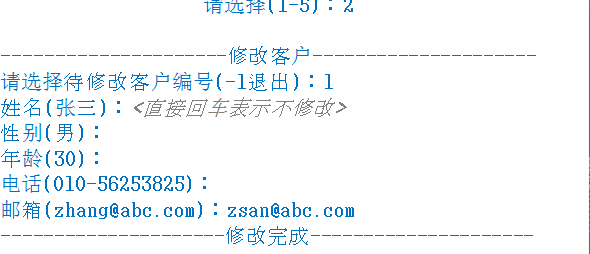 请选择(1-5)：2
---------------------修改客户---------------------
请选择待修改客户编号(-1退出)：1
姓名(张三)：<直接回车表示不修改>
性别(男)：
年龄(30)：
电话(010-56253825)：
邮箱(zhang@abc.com)：zsan@abc.com
---------------------修改完成---------------------